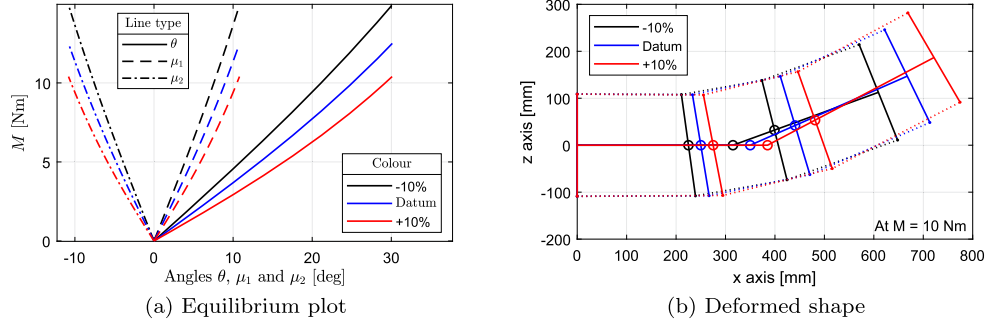 Line type
θ
μ₁
μ₂
Colour
-10%
Datum
+10%
M [Nm]
0
5
10
-10
0
10
20
30
Angles θ, μ₁ and μ₂ [deg]
(a) Equilibrium plot
-10%
Datum
+10%
At M = 10 Nm
z axis [mm]
300
200
100
0
-100
-200
0
100
200
300
400
500
600
700
800
x axis [mm]
(b) Deformed shape